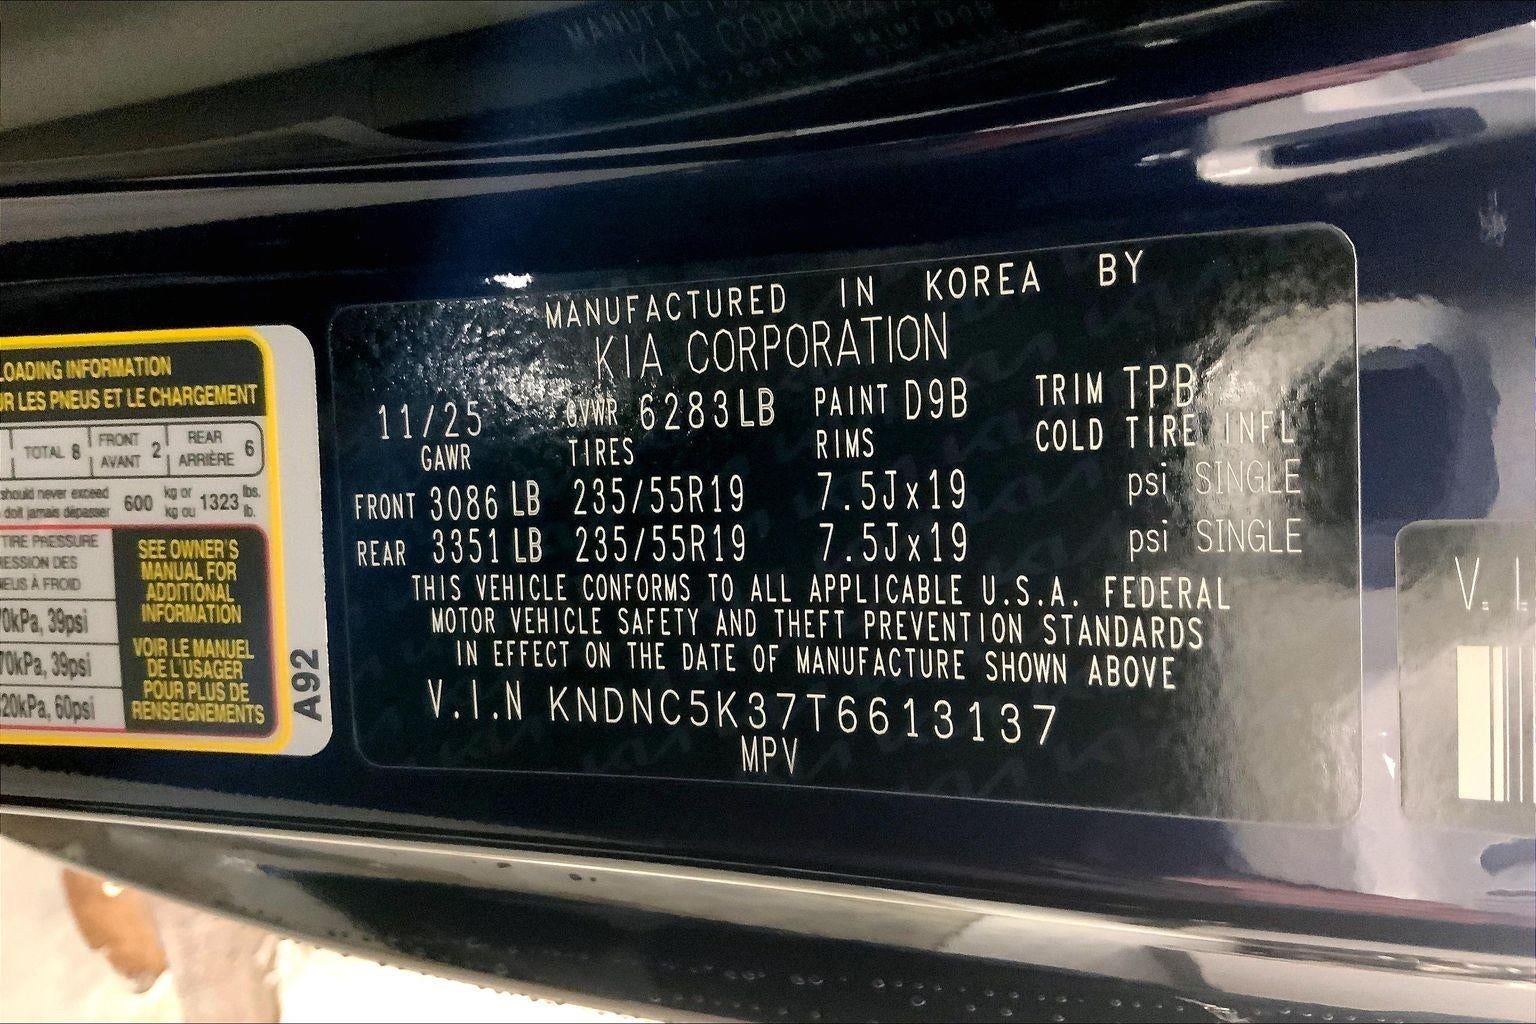 LOADING INFORMATION
UR LES PNEUS ET LE CHARGEMENT
TOTAL 8 FRONT AVANT 2 REAR ARRIÈRE 6
should never exceed
doit jamais dépasser
600 kg or kg ou 1323 lbs. lb.
TIRE PRESSURE
ESSION DES
NEUS À FROID
70kPa, 39psi
70kPa, 39psi
20kPa, 60psi
SEE OWNER'S
MANUAL FOR
ADDITIONAL
INFORMATION
VOIR LE MANUEL
DE L'USAGER
POUR PLUS DE
RENSEIGNEMENTS
A92
MANUFACTURED IN KOREA BY
KIA CORPORATION
11/25 GVWR 6283LB PAINT D9B TRIM TPB
GAWR TIRES RIMS COLD TIRE INFL
FRONT 3086 LB 235/55R19 7.5Jx19 psi SINGLE
REAR 3351 LB 235/55R19 7.5Jx19 psi SINGLE
THIS VEHICLE CONFORMS TO ALL APPLICABLE U.S.A. FEDERAL
MOTOR VEHICLE SAFETY AND THEFT PREVENTION STANDARDS
IN EFFECT ON THE DATE OF MANUFACTURE SHOWN ABOVE
V.I.N KNDNC5K37T6613137
MPV
V. I